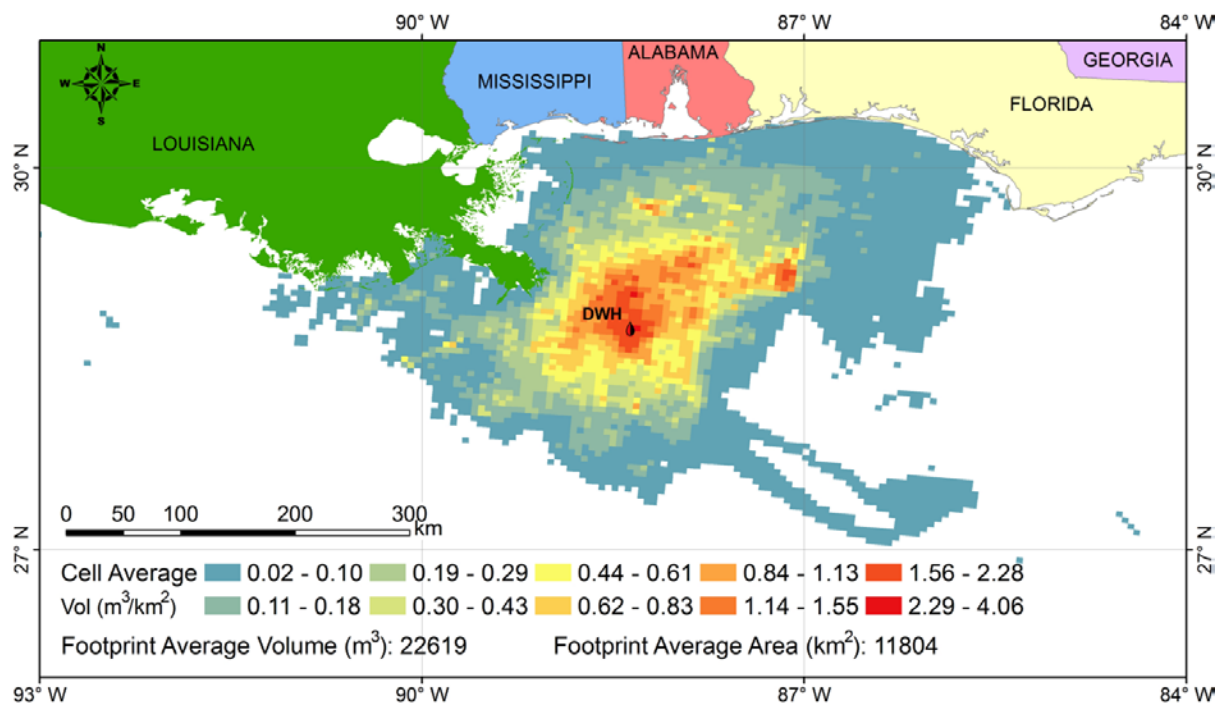 90° W 87° W 84° W
N
W E
S
MISSISSIPPI
ALABAMA
GEORGIA
FLORIDA
LOUISIANA
30° N 30° N
DWH
0 50 100 200 300
km
27° N 27° N
Cell Average 0.02 - 0.10 0.19 - 0.29 0.44 - 0.61 0.84 - 1.13 1.56 - 2.28
Vol (m³/km²) 0.11 - 0.18 0.30 - 0.43 0.62 - 0.83 1.14 - 1.55 2.29 - 4.06
Footprint Average Volume (m³): 22619 Footprint Average Area (km²): 11804
93° W 90° W 87° W 84° W